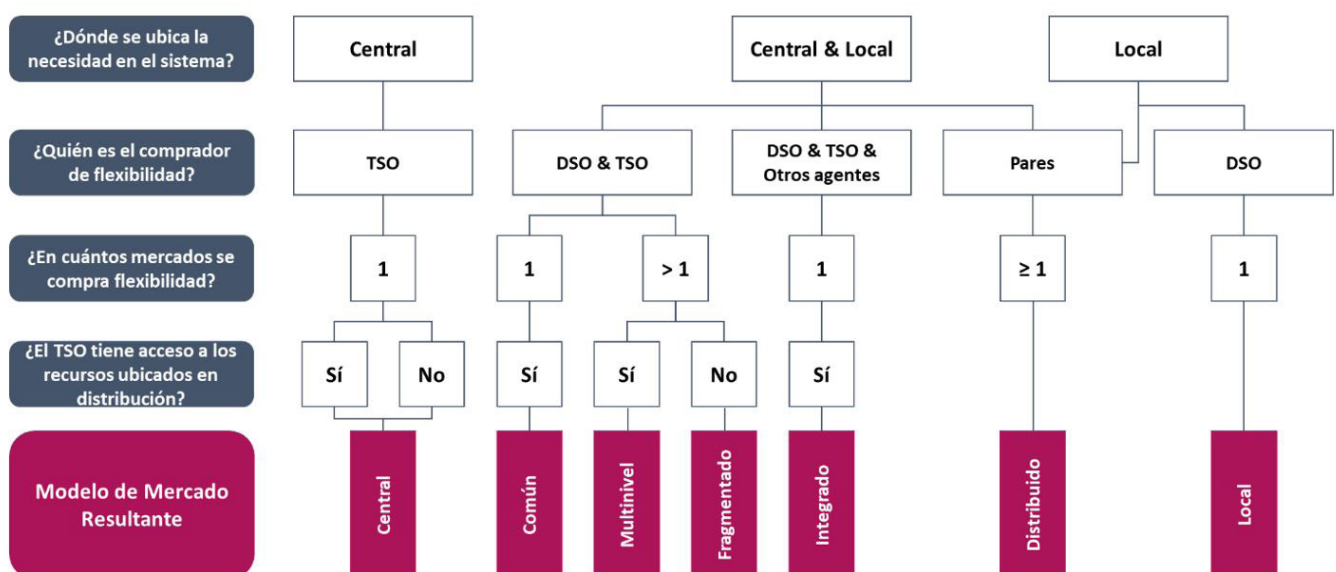 ¿Dónde se ubica la
necesidad en el sistema?
Central
Central & Local
Local
¿Quién es el comprador
de flexibilidad?
TSO
DSO & TSO
DSO & TSO &
Otros agentes
Pares
DSO
¿En cuántos mercados se
compra flexibilidad?
1
1
> 1
1
≥ 1
1
¿El TSO tiene acceso a los
recursos ubicados en
distribución?
Sí
No
Sí
Sí
No
Sí
Modelo de Mercado
Resultante
Central
Común
Multinivel
Fragmentado
Integrado
Distribuido
Local